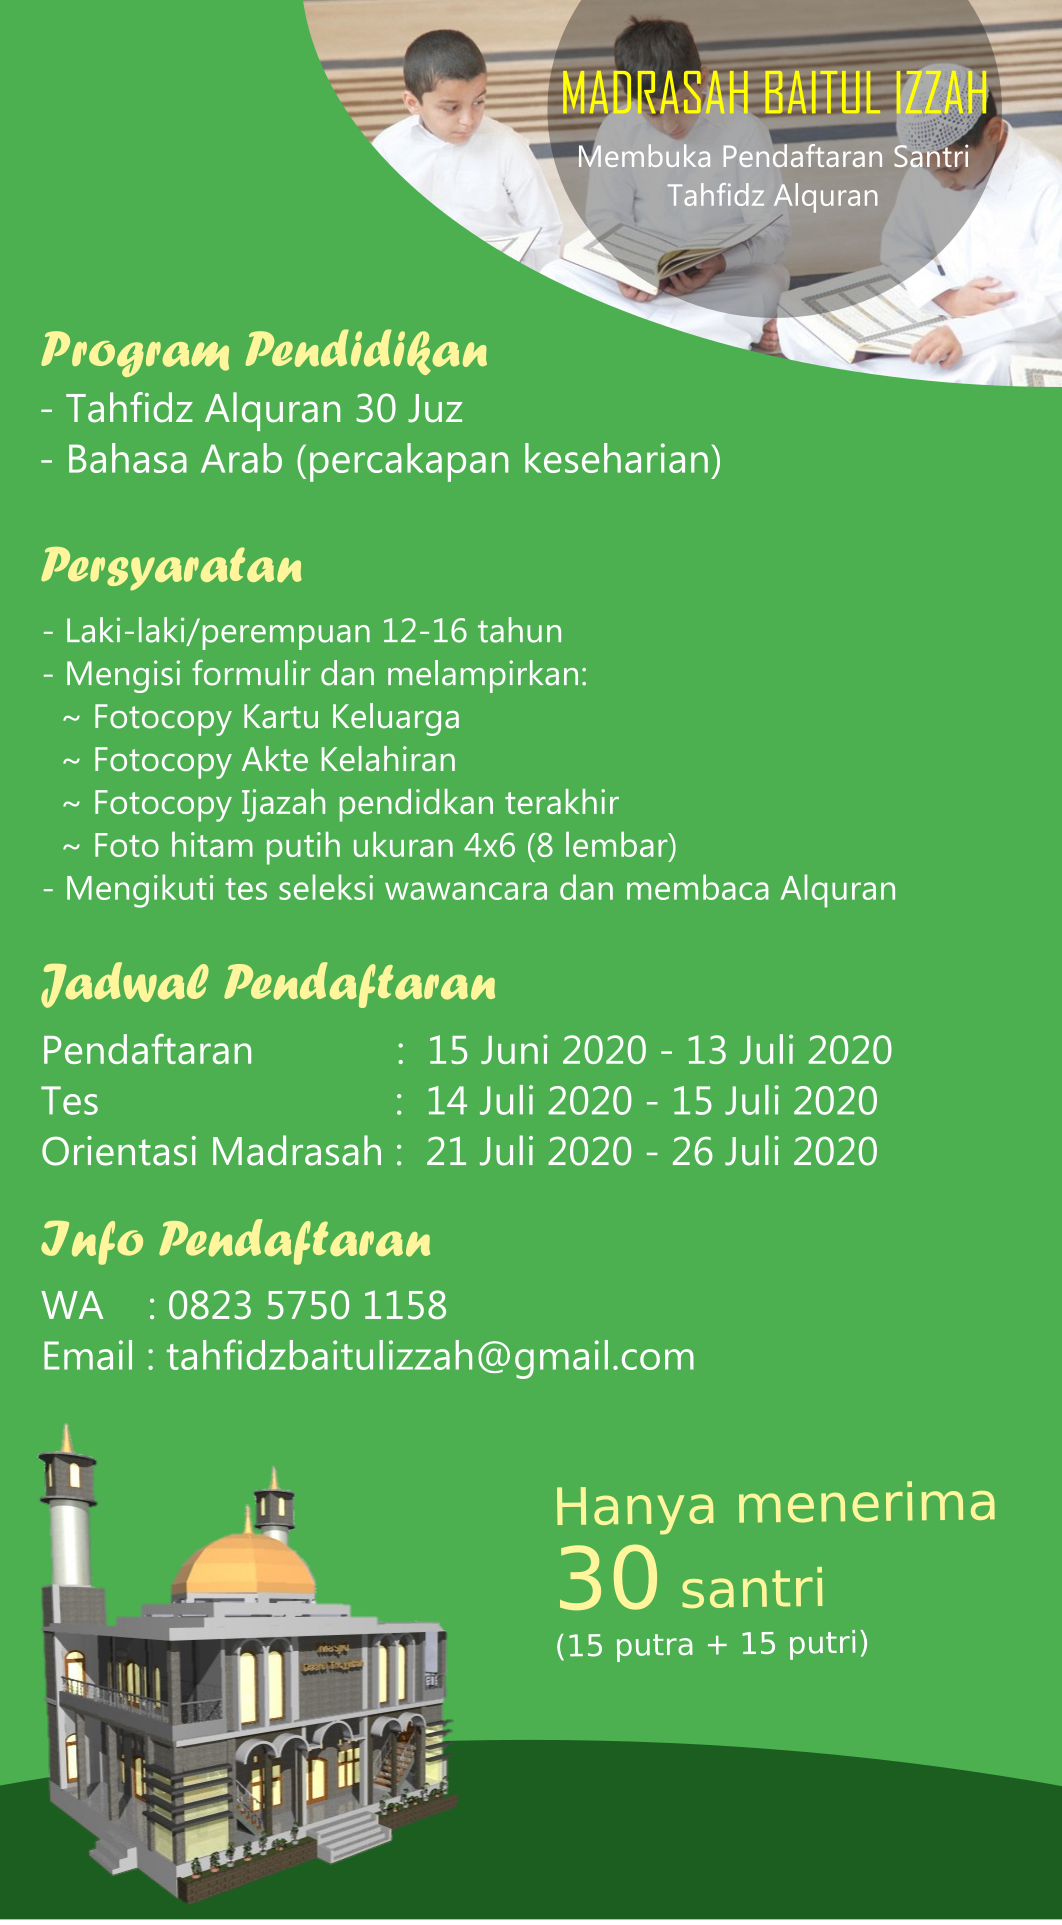 MADRASAH BAITUL IZZAH
Membuka Pendaftaran Santri
Tahfidz Alquran
Program Pendidikan
- Tahfidz Alquran 30 Juz
- Bahasa Arab (percakapan keseharian)
Persyaratan
- Laki-laki/perempuan 12-16 tahun
- Mengisi formulir dan melampirkan:
~ Fotocopy Kartu Keluarga
~ Fotocopy Akte Kelahiran
~ Fotocopy Ijazah pendidkan terakhir
~ Foto hitam putih ukuran 4x6 (8 lembar)
- Mengikuti tes seleksi wawancara dan membaca Alquran
Jadwal Pendaftaran
Pendaftaran : 15 Juni 2020 - 13 Juli 2020
Tes : 14 Juli 2020 - 15 Juli 2020
Orientasi Madrasah : 21 Juli 2020 - 26 Juli 2020
Info Pendaftaran
WA : 0823 5750 1158
Email : tahfidzbaitulizzah@gmail.com
Hanya menerima
30 santri
(15 putra + 15 putri)